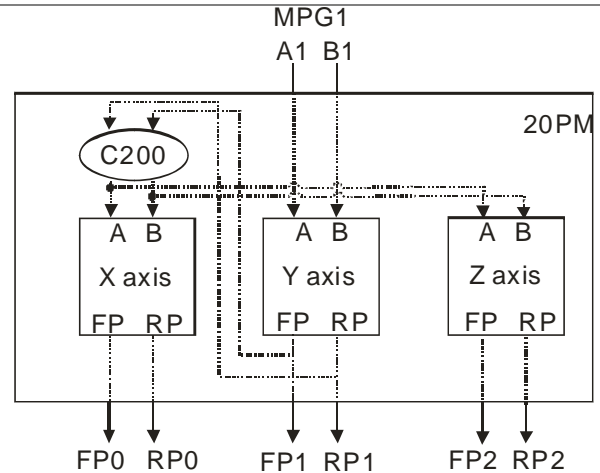 MPG1
A1 B1
20PM
C200
A B A B A B
X axis Y axis Z axis
FP RP FP RP FP RP
FP0 RP0 FP1 RP1 FP2 RP2